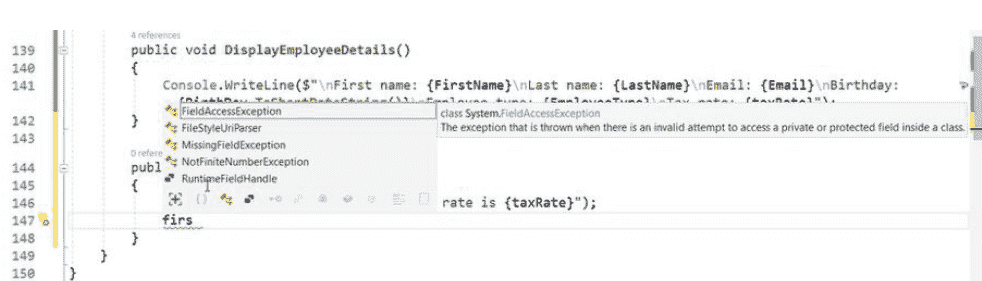 4 references
139 public void DisplayEmployeeDetails()
140 {
141 Console.WriteLine($"\nFirst name: {FirstName}\nLast name: {LastName}\nEmail: {Email}\nBirthday:
FieldAccessException
class System.FieldAccessException
FileStyleUriParser
The exception that is thrown when there is an invalid attempt to access a private or protected field inside a class.
142 }
MissingFieldException
143
0 refere
NotFiniteNumberException
144 publ
RuntimeFieldHandle
145 {
146 rate is {taxRate}");
147 firs
148 }
149 }
150 }